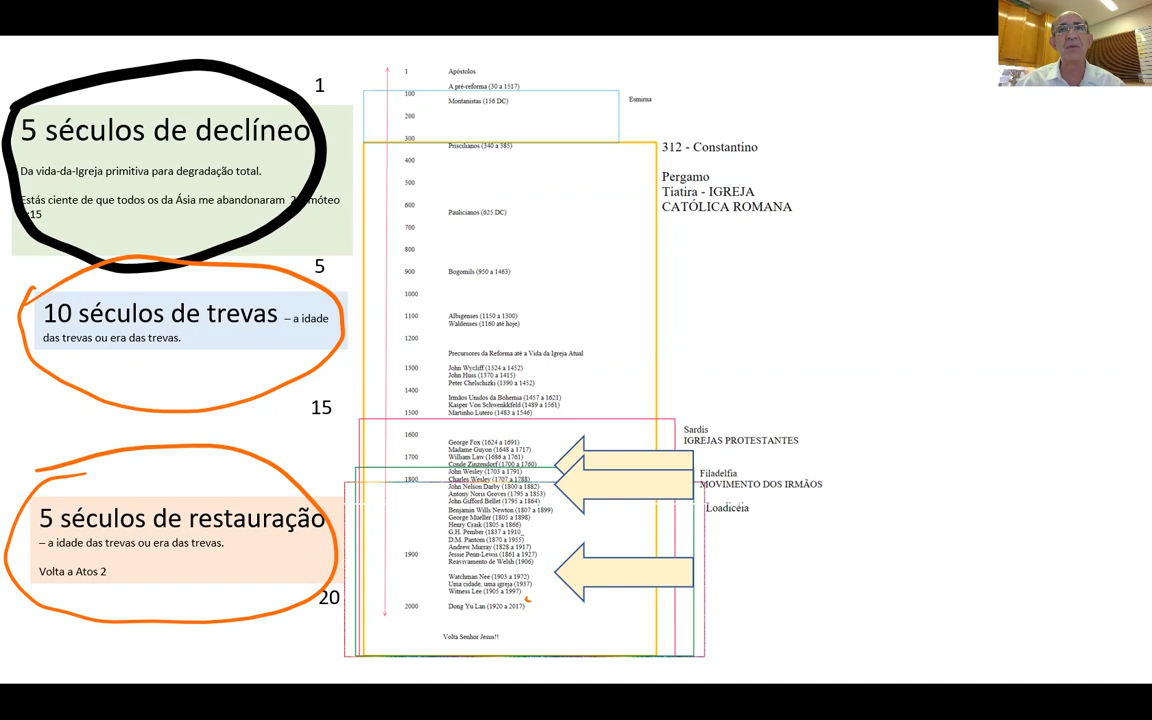 1
5 séculos de declíneo
Da vida-da-Igreja primitiva para degradação total.
Estás ciente de que todos os da Ásia me abandonaram
15
5
10 séculos de trevas – a idade
das trevas ou era das trevas.
15
5 séculos de restauração
– a idade das trevas ou era das trevas.
Volta a Atos 2
20
1 Apóstolos
A pré-reforma (30 a 1517)
100
Montanistas (156 DC)
200
300
Priscilianos (340 a 385)
400
500
600
Paulicianos (625 DC)
700
800
900 Bogomils (950 a 1463)
1000
1100 Albigenses (1150 a 1300)
Waldenses (1160 até hoje)
1200
Precursores da Reforma até a Vida da Igreja Atual
1300 John Wycliff (1324 a 1452)
John Huss (1370 a 1415)
Peter Chelschizki (1390 a 1452)
1400
Irmãos Unidos da Bohemia (1457 a 1621)
Kasper Von Schwenkkfeld (1489 a 1561)
1500 Martinho Lutero (1483 a 1546)
1600
George Fox (1624 a 1691)
Madame Guyon (1648 a 1717)
1700 William Law (1686 a 1761)
Conde Zinzendorf (1700 a 1760)
John Wesley (1703 a 1791)
1800 Charles Wesley (1707 a 1788)
John Nelson Darby (1800 a 1882)
Antony Noris Groves (1795 a 1853)
John Gifford Bellet (1795 a 1864)
Benjamin Wills Newton (1807 a 1899)
George Mueller (1805 a 1898)
Henry Craik (1805 a 1866)
G.H. Pember (1837 a 1910_
D.M. Pantom (1870 a 1955)
Andrew Murray (1828 a 1917)
1900 Jessie Penn-Lewis (1861 a 1927)
Reavivamento de Welsh (1906)
Watchman Nee (1903 a 1972)
Uma cidade, uma igreja (1937)
Witness Lee (1905 a 1997)
2000 Dong Yu Lan (1920 a 2017)
Volta Senhor Jesus!!
Esmirna
312 - Constantino
Pergamo
Tiatira - IGREJA
CATÓLICA ROMANA
Sardis
IGREJAS PROTESTANTES
Filadelfia
MOVIMENTO DOS IRMÃOS
Loadicéia